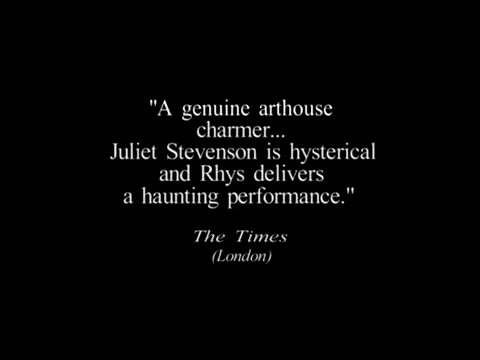 "A genuine arthouse
charmer...
Juliet Stevenson is hysterical
and Rhys delivers
a haunting performance."
The Times
(London)